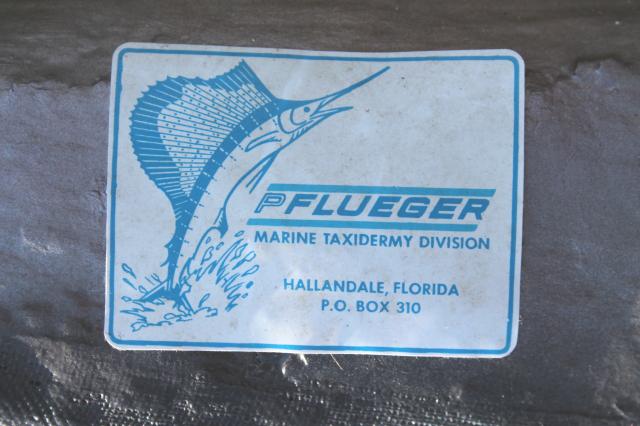 PFLUEGER
MARINE TAXIDERMY DIVISION
HALLANDALE, FLORIDA
P.O. BOX 310